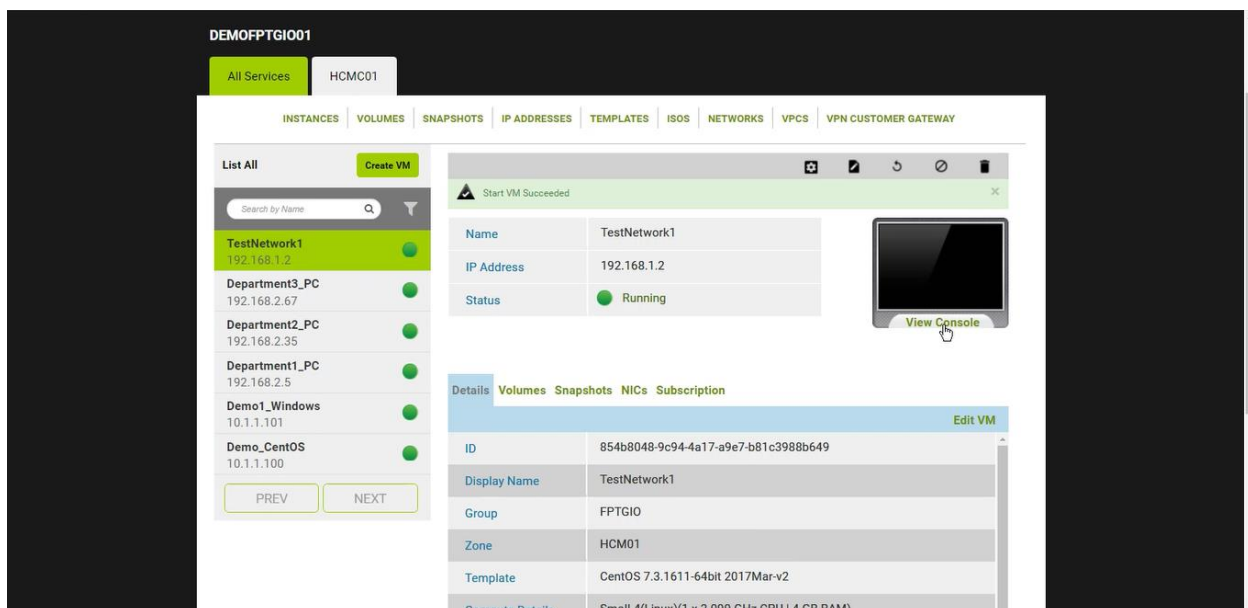 DEMOFPTGIO01
All Services HCMC01
INSTANCES VOLUMES SNAPSHOTS IP ADDRESSES TEMPLATES ISOS NETWORKS VPCS VPN CUSTOMER GATEWAY
List All Create VM
Start VM Succeeded
Search by Name
TestNetwork1
192.168.1.2
Department3_PC
192.168.2.67
Department2_PC
192.168.2.35
Department1_PC
192.168.2.5
Demo1_Windows
10.1.1.101
Demo_CentOS
10.1.1.100
PREV NEXT
Name TestNetwork1
IP Address 192.168.1.2
Status Running
View Console
Details Volumes Snapshots NICs Subscription
Edit VM
ID 854b8048-9c94-4a17-a9e7-b81c3988b649
Display Name TestNetwork1
Group FPTGIO
Zone HCM01
Template CentOS 7.3.1611-64bit 2017Mar-v2